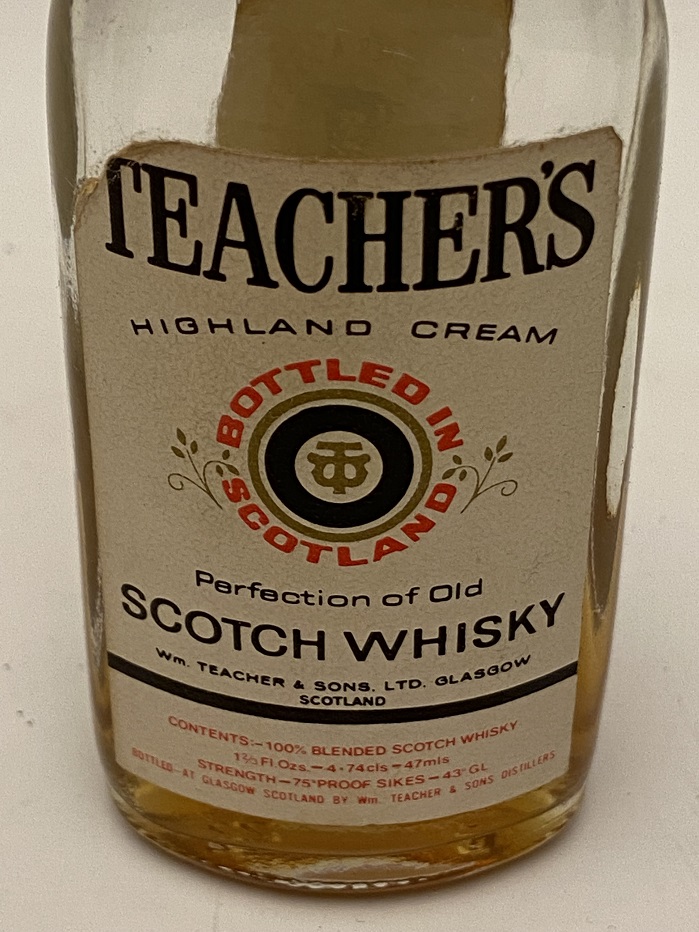 TEACHER'S
HIGHLAND CREAM
BOTTLED IN
SCOTLAND
Perfection of Old
SCOTCH WHISKY
Wm. TEACHER & SONS. LTD. GLASGOW
SCOTLAND
CONTENTS:-100% BLENDED SCOTCH WHISKY
1⅔ Fl.Ozs.-4·74cls-47mls
STRENGTH-75°PROOF SIKES-43°GL
BOTTLED AT GLASGOW SCOTLAND BY Wm. TEACHER & SONS DISTILLERS